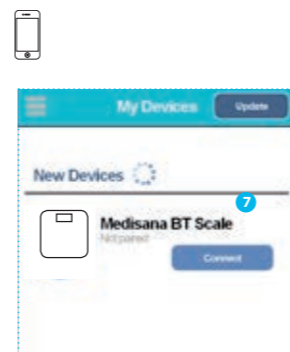 My Devices Update
New Devices
7
Medisana BT Scale
Not paired
Connect